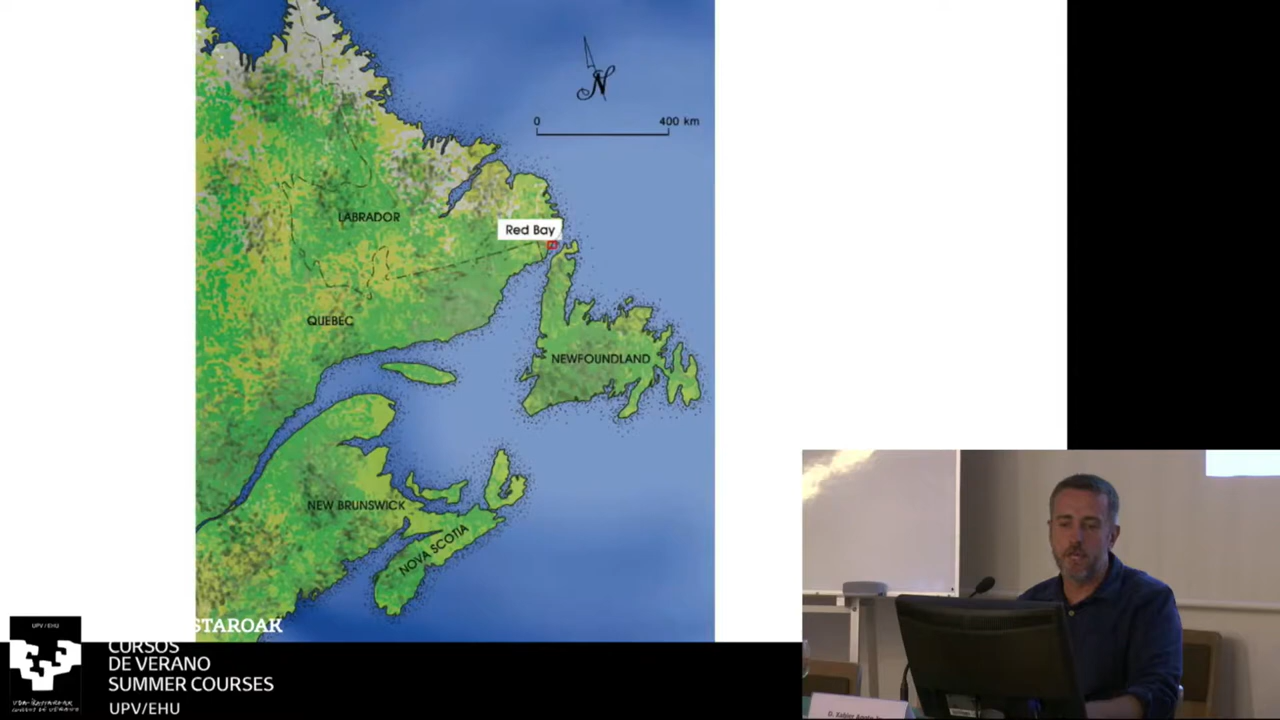 N
0 400 km
LABRADOR
Red Bay
QUEBEC
NEWFOUNDLAND
NEW BRUNSWICK
NOVA SCOTIA
STAROAK
CURSOS
DE VERANO
SUMMER COURSES
UPV/EHU
UPV / EHU